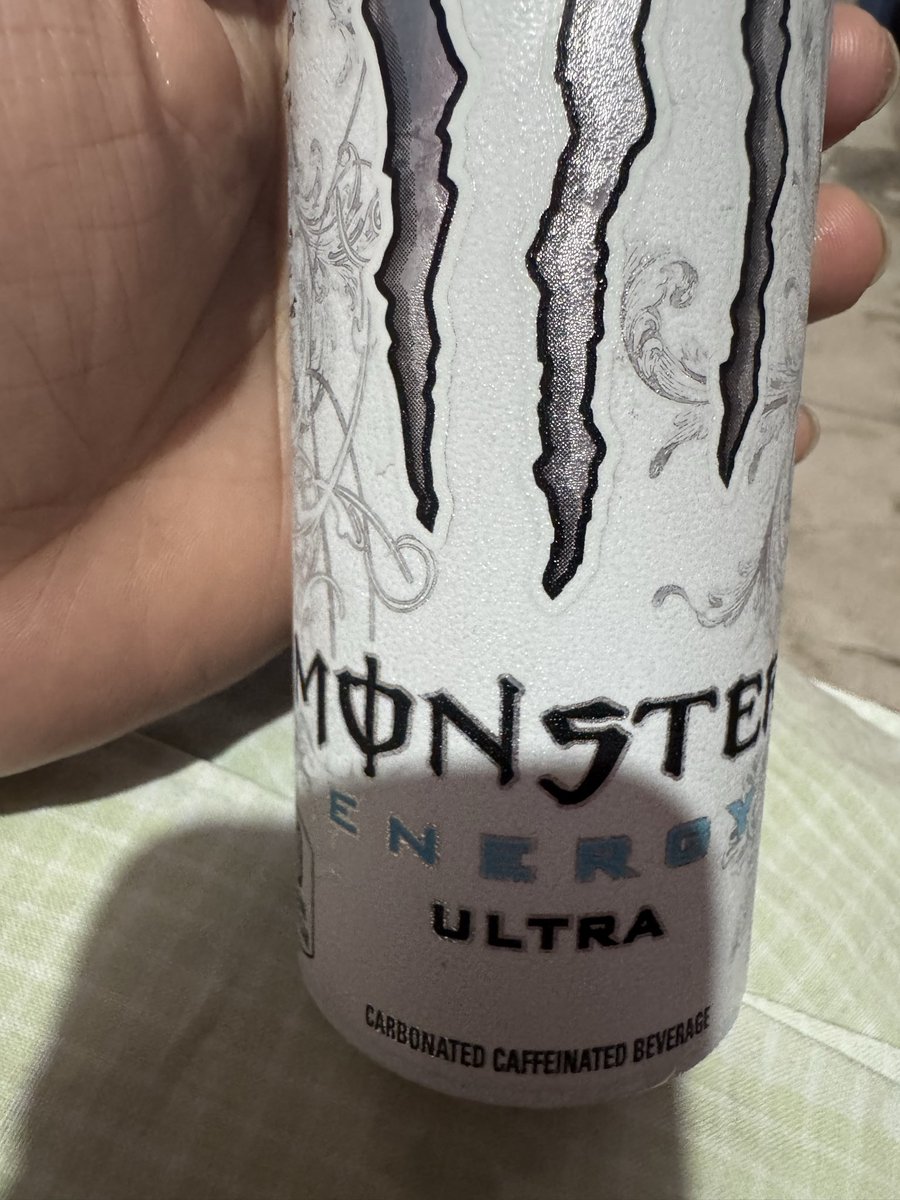 MONSTER
ENERGY
ULTRA
CARBONATED CAFFEINATED BEVERAGE